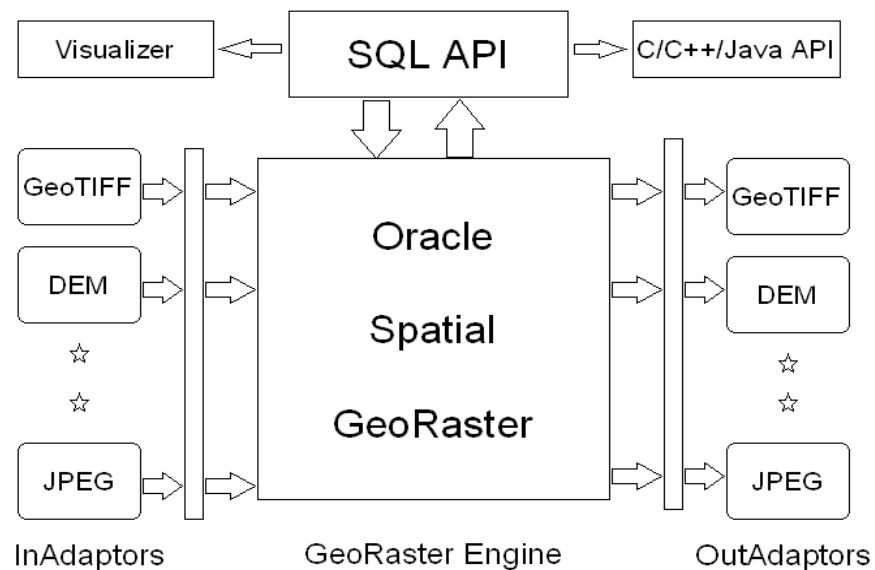 Visualizer
SQL API
C/C++/Java API
GeoTIFF
DEM
JPEG
Oracle
Spatial
GeoRaster
GeoTIFF
DEM
JPEG
InAdaptors
GeoRaster Engine
OutAdaptors